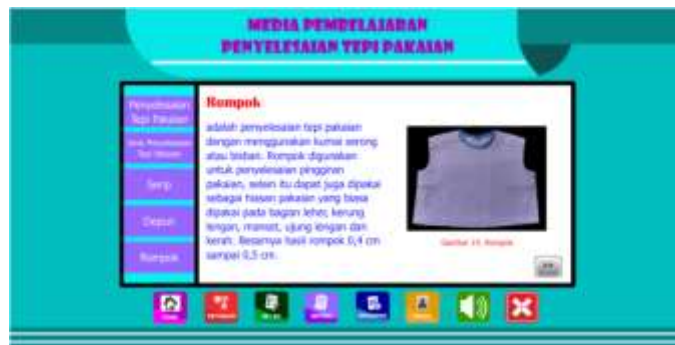 MEDIA PEMBELAJARAN
PENYELESAIAN TEPI PAKAIAN
Penyelesaian
Tepi Pakaian
Serip
Depun
Rompok
Rompok
adalah penyelesaian tepi pakaian
dengan menggunakan kumai serong
atau bisban. Rompok digunakan
untuk penyelesaian pinggiran
pakaian, selain itu dapat juga dipakai
sebagai hiasan pakaian yang biasa
dipakai pada bagian leher, kerung
lengan, manset, ujung lengan dan
kerah. Besarnya hasil rompok 0,4 cm
sampai 0,5 cm.
Rompok